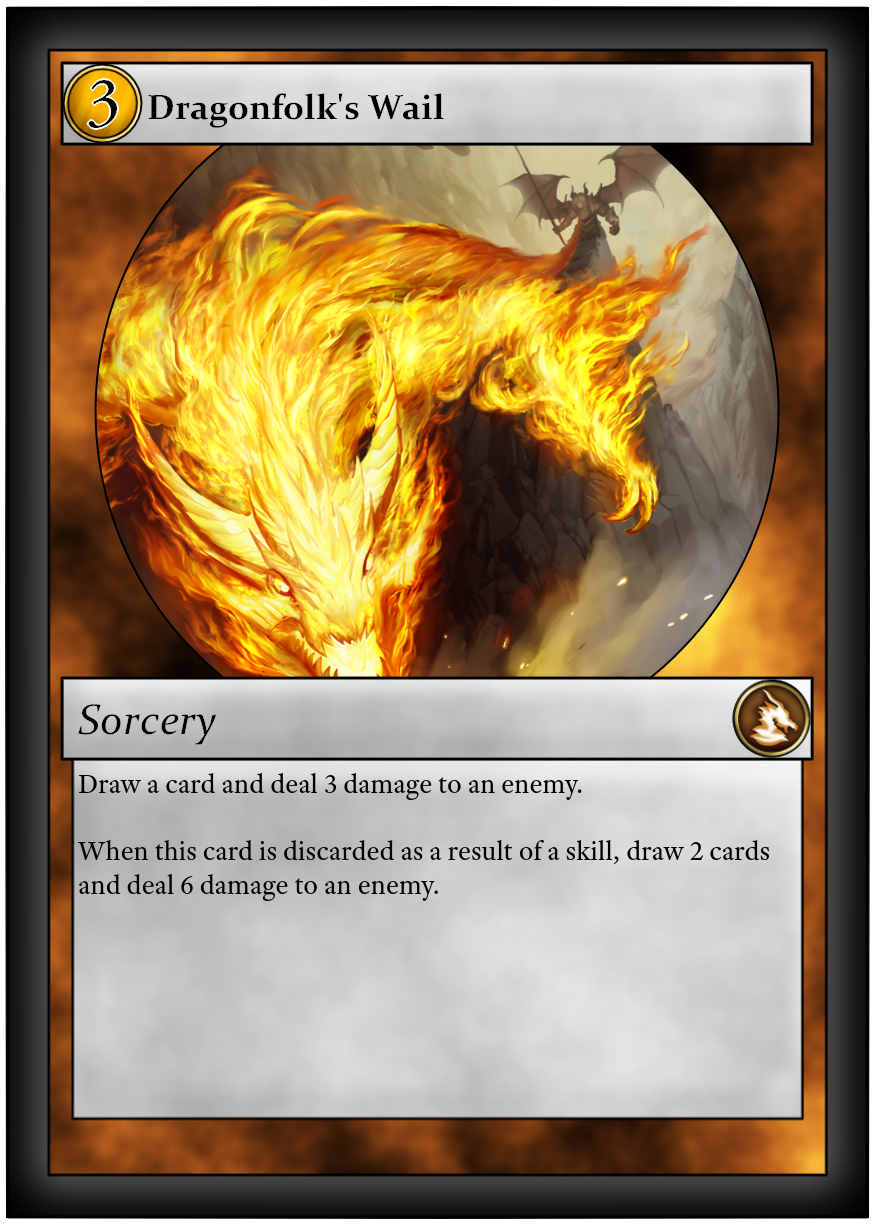 3
Dragonfolk's Wail
Sorcery
Draw a card and deal 3 damage to an enemy.
When this card is discarded as a result of a skill, draw 2 cards
and deal 6 damage to an enemy.